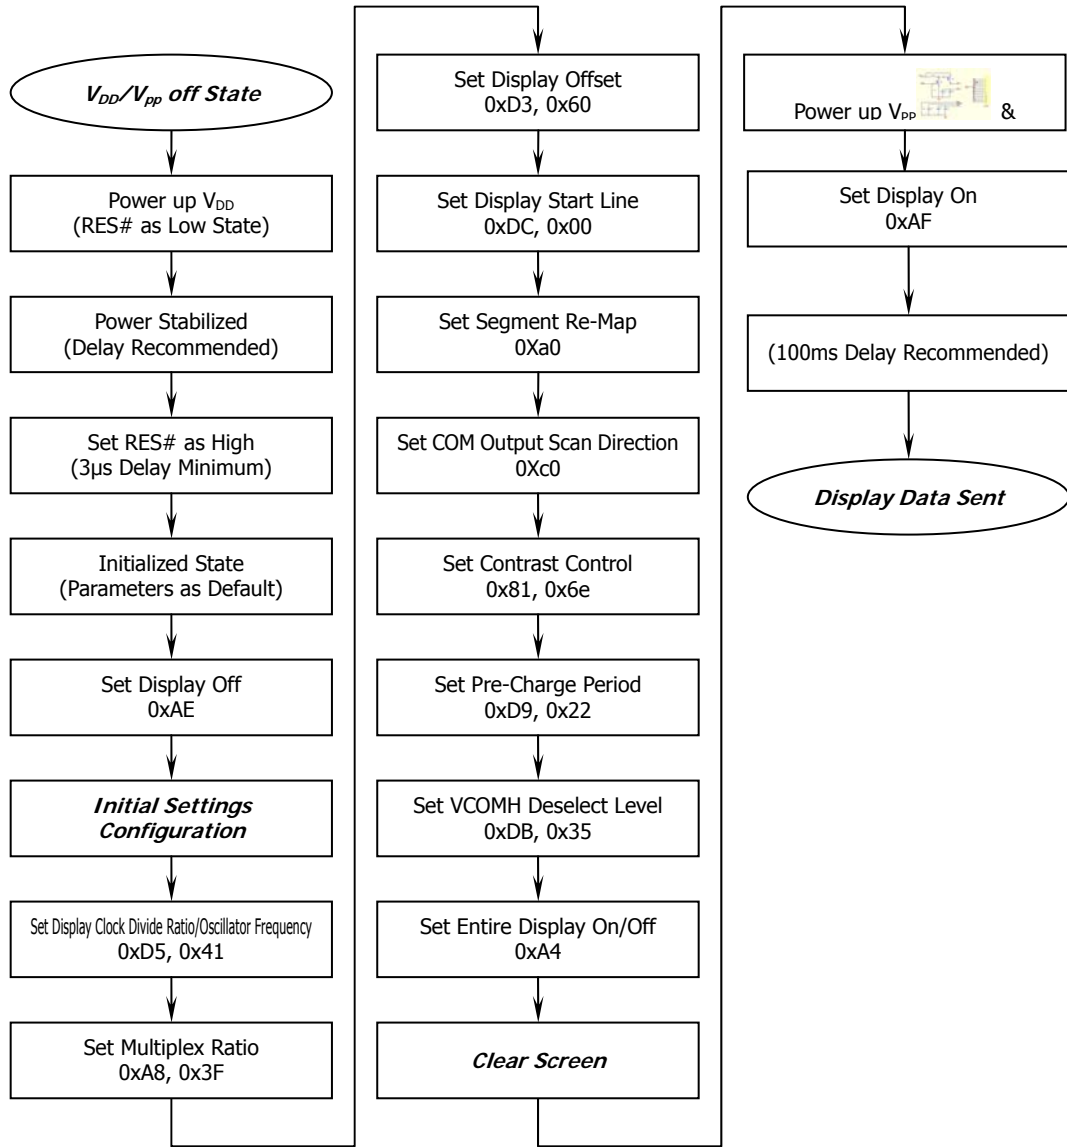 V_DD/V_pp off State
Power up V_DD
(RES# as Low State)
Power Stabilized
(Delay Recommended)
Set RES# as High
(3µs Delay Minimum)
Initialized State
(Parameters as Default)
Set Display Off
0xAE
Initial Settings
Configuration
Set Display Clock Divide Ratio/Oscillator Frequency
0xD5, 0x41
Set Multiplex Ratio
0xA8, 0x3F
Set Display Offset
0xD3, 0x60
Set Display Start Line
0xDC, 0x00
Set Segment Re-Map
0Xa0
Set COM Output Scan Direction
0Xc0
Set Contrast Control
0x81, 0x6e
Set Pre-Charge Period
0xD9, 0x22
Set VCOMH Deselect Level
0xDB, 0x35
Set Entire Display On/Off
0xA4
Clear Screen
Power up V_PP &
Set Display On
0xAF
(100ms Delay Recommended)
Display Data Sent